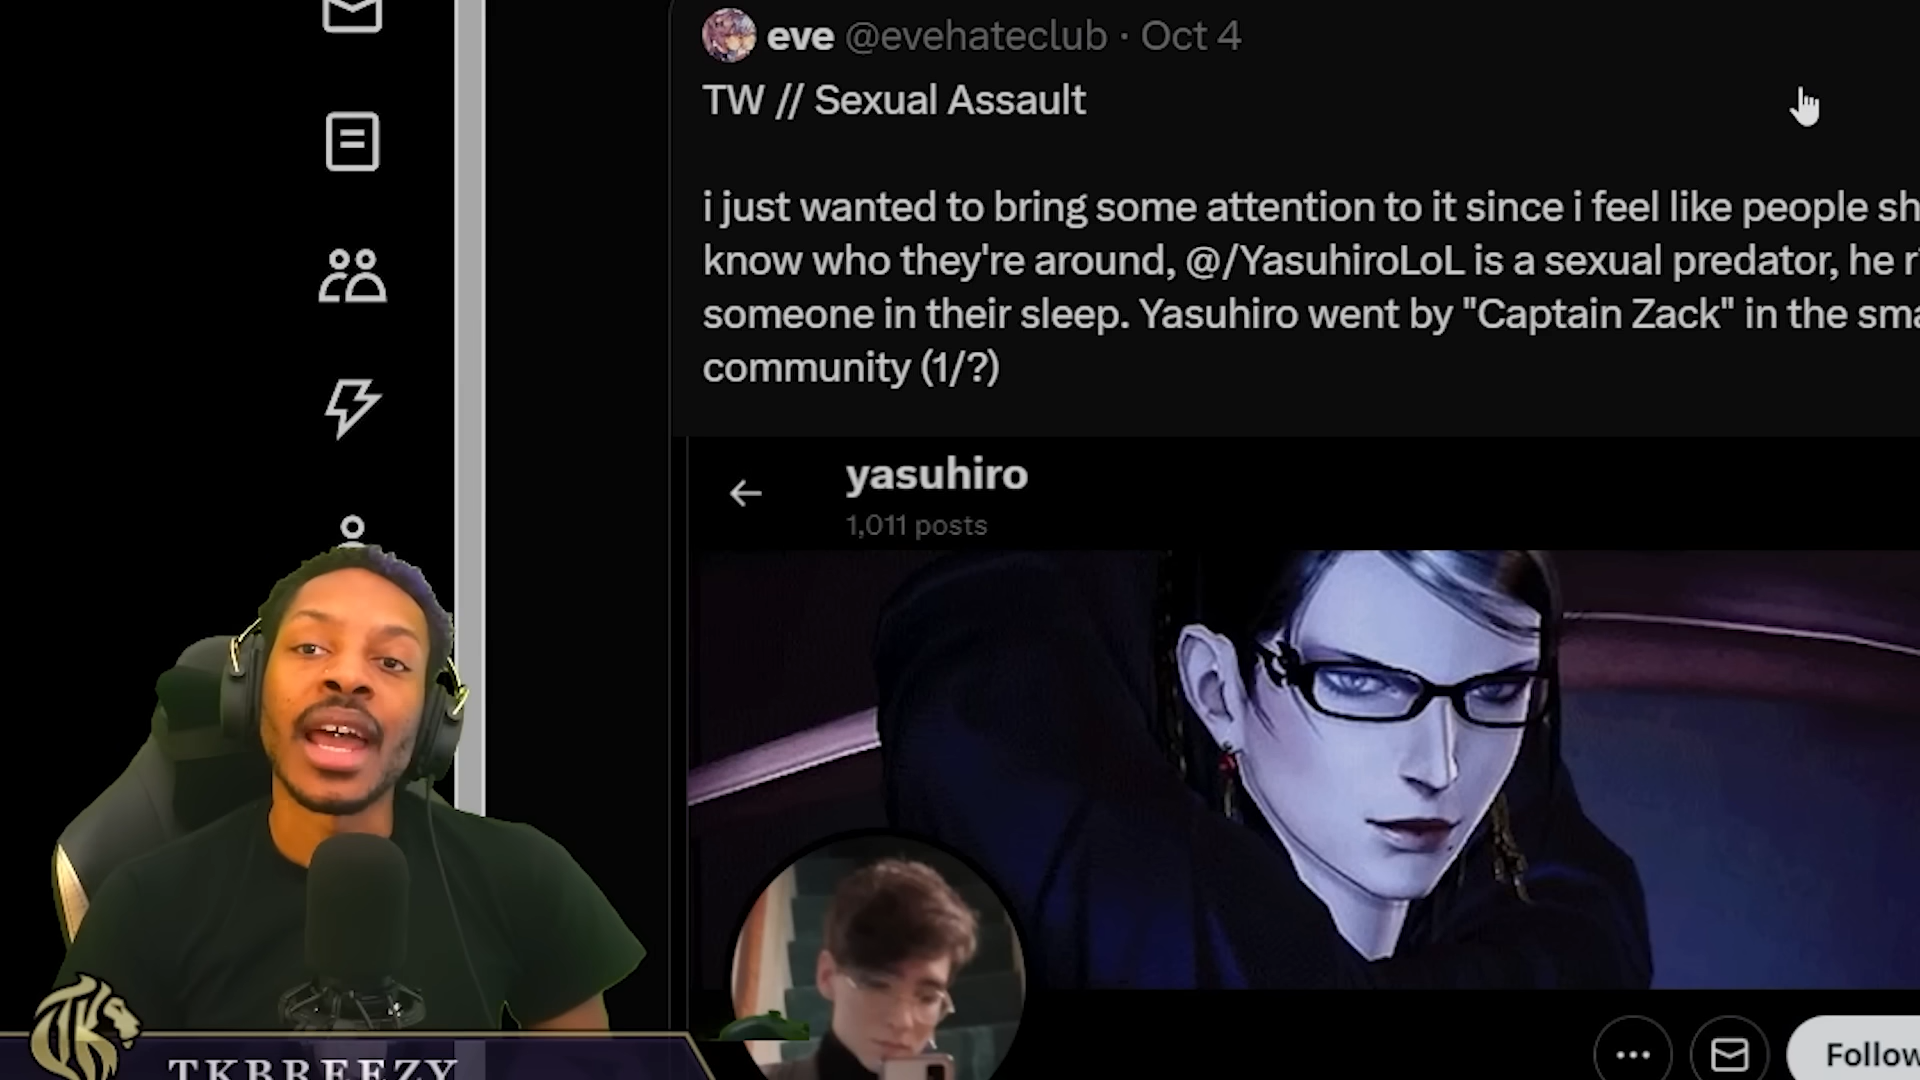 eve @evehateclub · Oct 4
TW // Sexual Assault
i just wanted to bring some attention to it since i feel like people sh
know who they're around, @/YasuhiroLoL is a sexual predator, he r
someone in their sleep. Yasuhiro went by "Captain Zack" in the sma
community (1/?)
yasuhiro
1,011 posts
Follow
TK
TKBREEZY